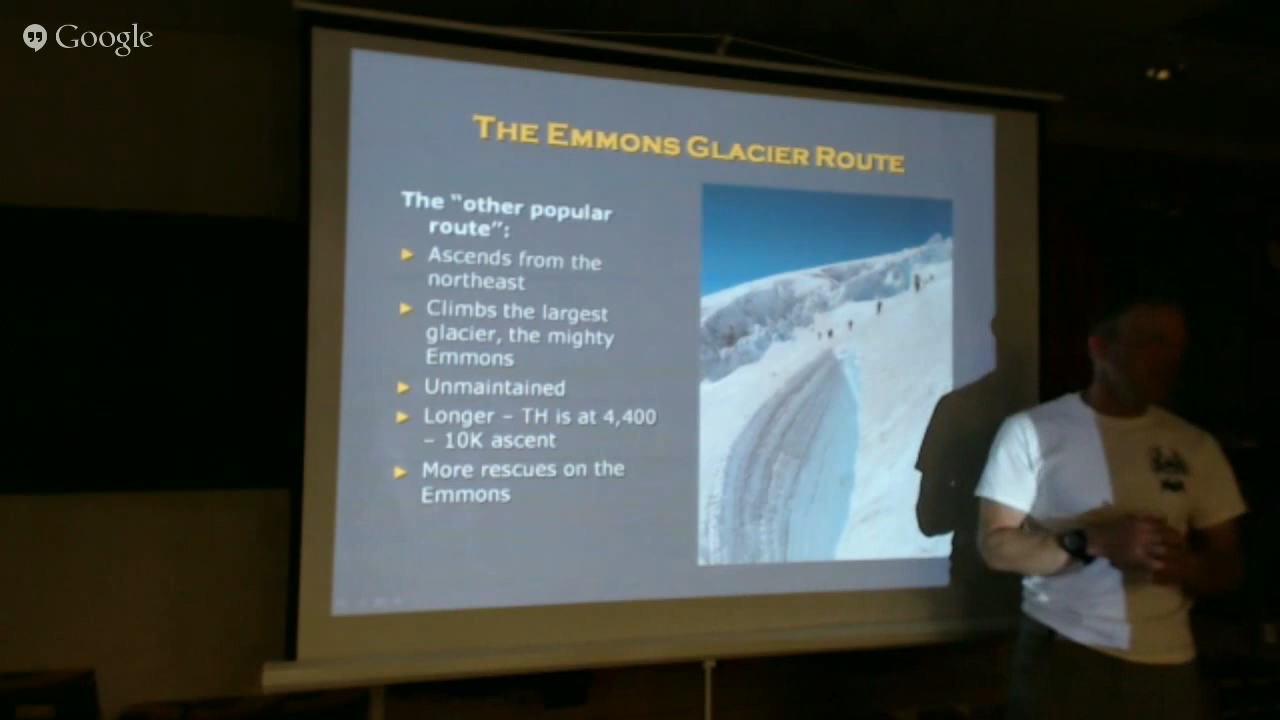 Google
THE EMMONS GLACIER ROUTE
The "other popular
route":
Ascends from the
northeast
Climbs the largest
glacier, the mighty
Emmons
Unmaintained
Longer – TH is at 4,400
– 10K ascent
More rescues on the
Emmons